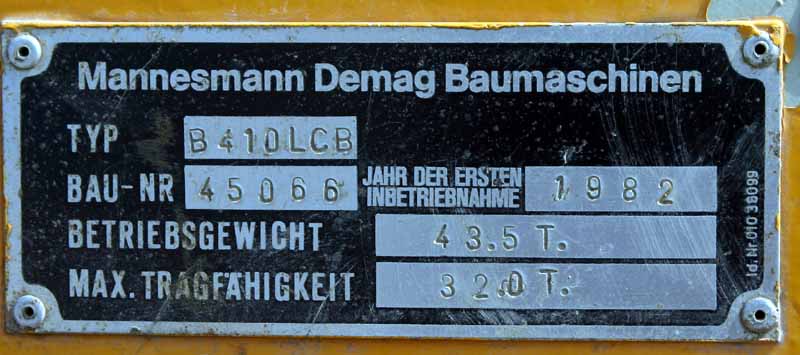 Mannesmann Demag Baumaschinen
TYP B410LCB
BAU-NR 45066 JAHR DER ERSTEN INBETRIEBNAHME 1982
BETRIEBSGEWICHT 43.5 T.
MAX. TRAGFÄHIGKEIT 32.0 T.
Id.Nr.010 36099